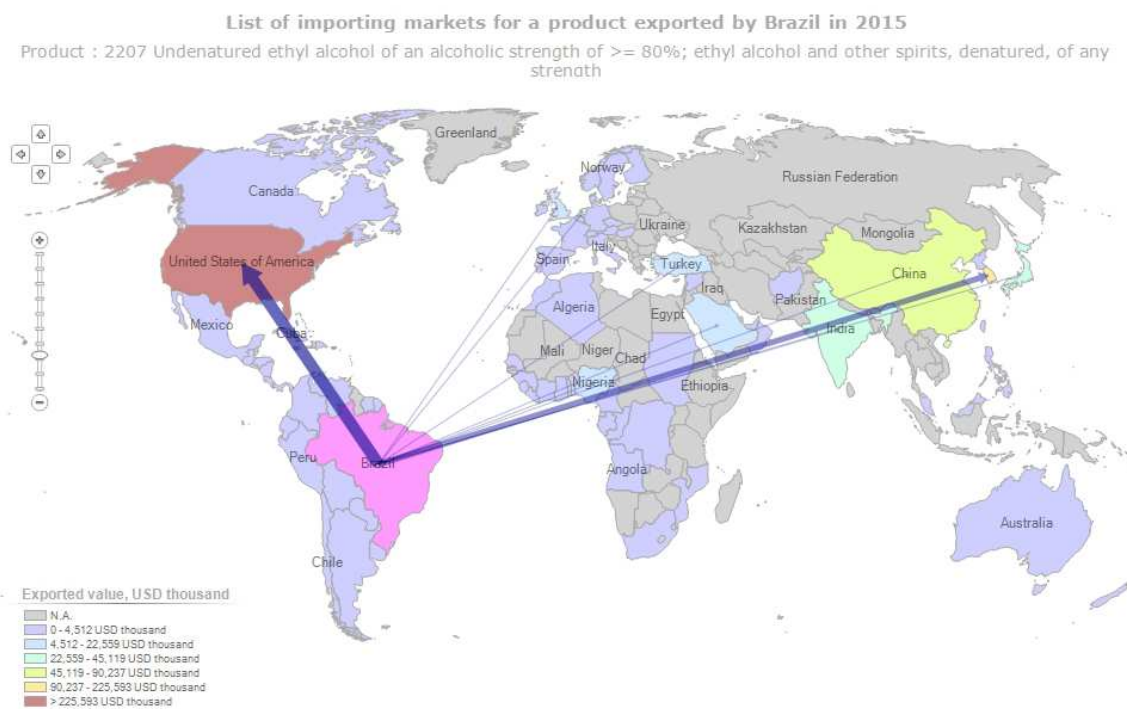 List of importing markets for a product exported by Brazil in 2015
Product : 2207 Undenatured ethyl alcohol of an alcoholic strength of >= 80%; ethyl alcohol and other spirits, denatured, of any
strength
Greenland
Norway
Russian Federation
Canada
Ukraine
Kazakhstan
Mongolia
Italy
Spain
United States of America
Turkey
China
Iraq
Pakistan
Algeria
Egypt
Mexico
Cuba
India
Mali
Niger
Chad
Nigeria
Ethiopia
Peru
Brazil
Angola
Australia
Chile
Exported value, USD thousand
N.A.
0 - 4,512 USD thousand
4,512 - 22,559 USD thousand
22,559 - 45,119 USD thousand
45,119 - 90,237 USD thousand
90,237 - 225,593 USD thousand
> 225,593 USD thousand